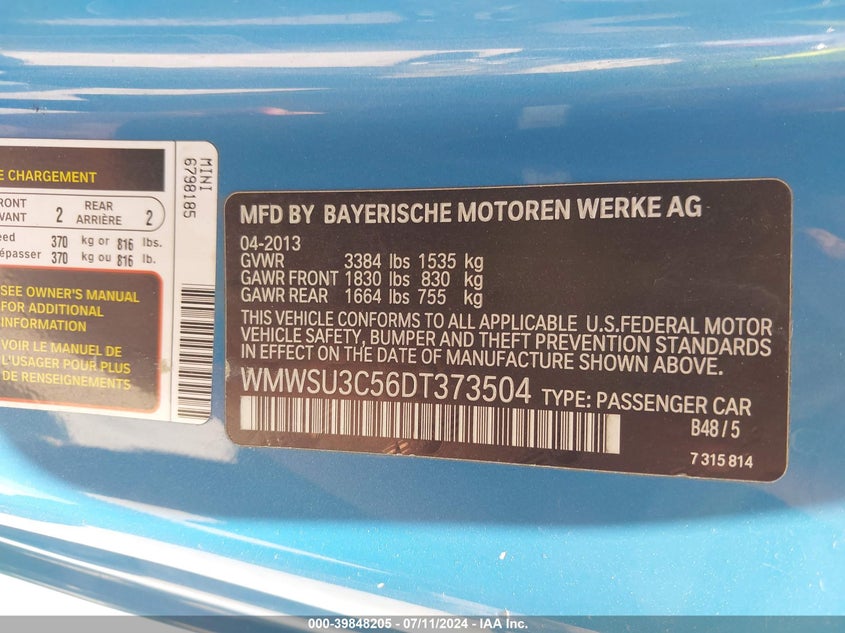 E CHARGEMENT
FRONT
AVANT 2 REAR
ARRIÈRE 2
370 kg or 816 lbs.
370 kg ou 816 lb.
SEE OWNER'S MANUAL
FOR ADDITIONAL
INFORMATION
VOIR LE MANUEL DE
L'USAGER POUR PLUS
DE RENSEIGNEMENTS
MINI
6798185
MFD BY BAYERISCHE MOTOREN WERKE AG
04-2013
GVWR 3384 lbs 1535 kg
GAWR FRONT 1830 lbs 830 kg
GAWR REAR 1664 lbs 755 kg
THIS VEHICLE CONFORMS TO ALL APPLICABLE U.S.FEDERAL MOTOR
VEHICLE SAFETY, BUMPER AND THEFT PREVENTION STANDARDS
IN EFFECT ON THE DATE OF MANUFACTURE SHOWN ABOVE.
WMWSU3C56DT373504 TYPE: PASSENGER CAR
B48/5
7 315 814
000-39848205 - 07/11/2024 - IAAI.COM